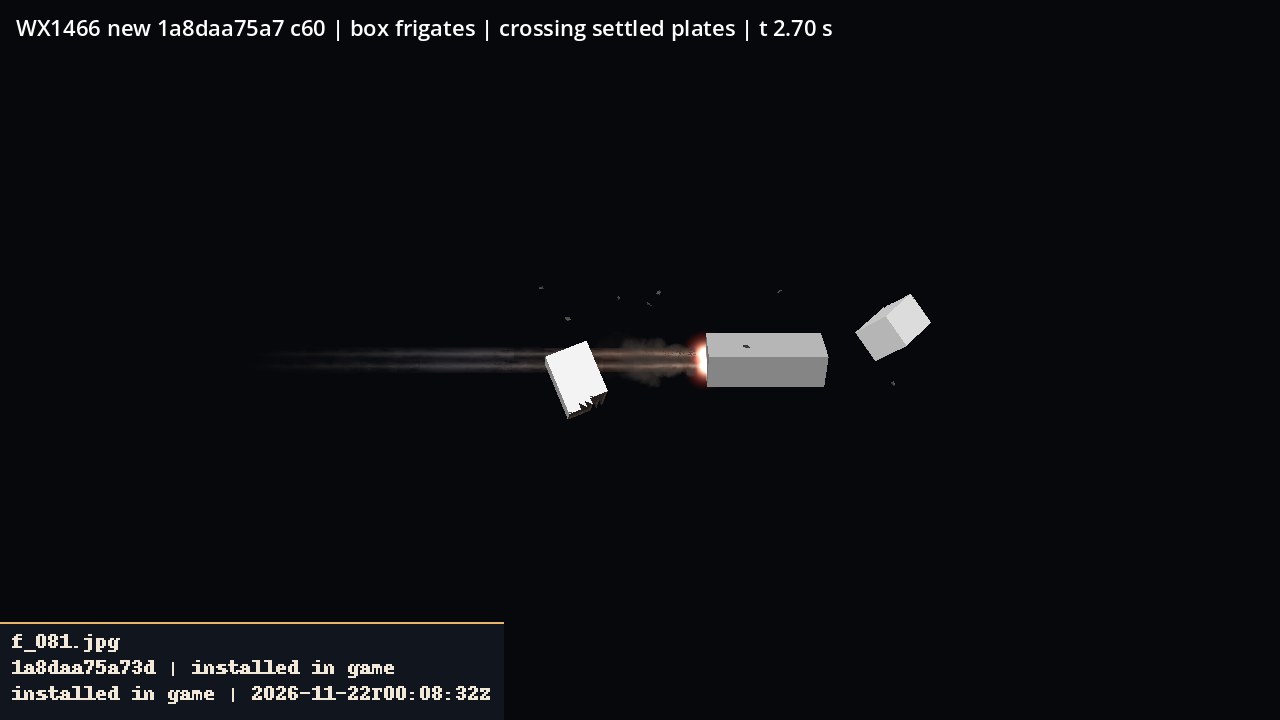 WX1466 new 1a8daa75a7 c60 | box frigates | crossing settled plates | t 2.70 s
f_081.jpg
1a8daa75a73d | installed in game
installed in game | 2026-11-22T00:08:32Z